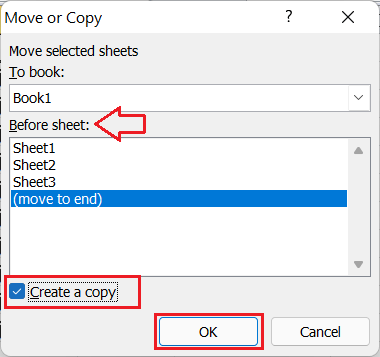 Move or Copy
Move selected sheets
To book:
Book1
Before sheet:
Sheet1
Sheet2
Sheet3
(move to end)
Create a copy
OK Cancel